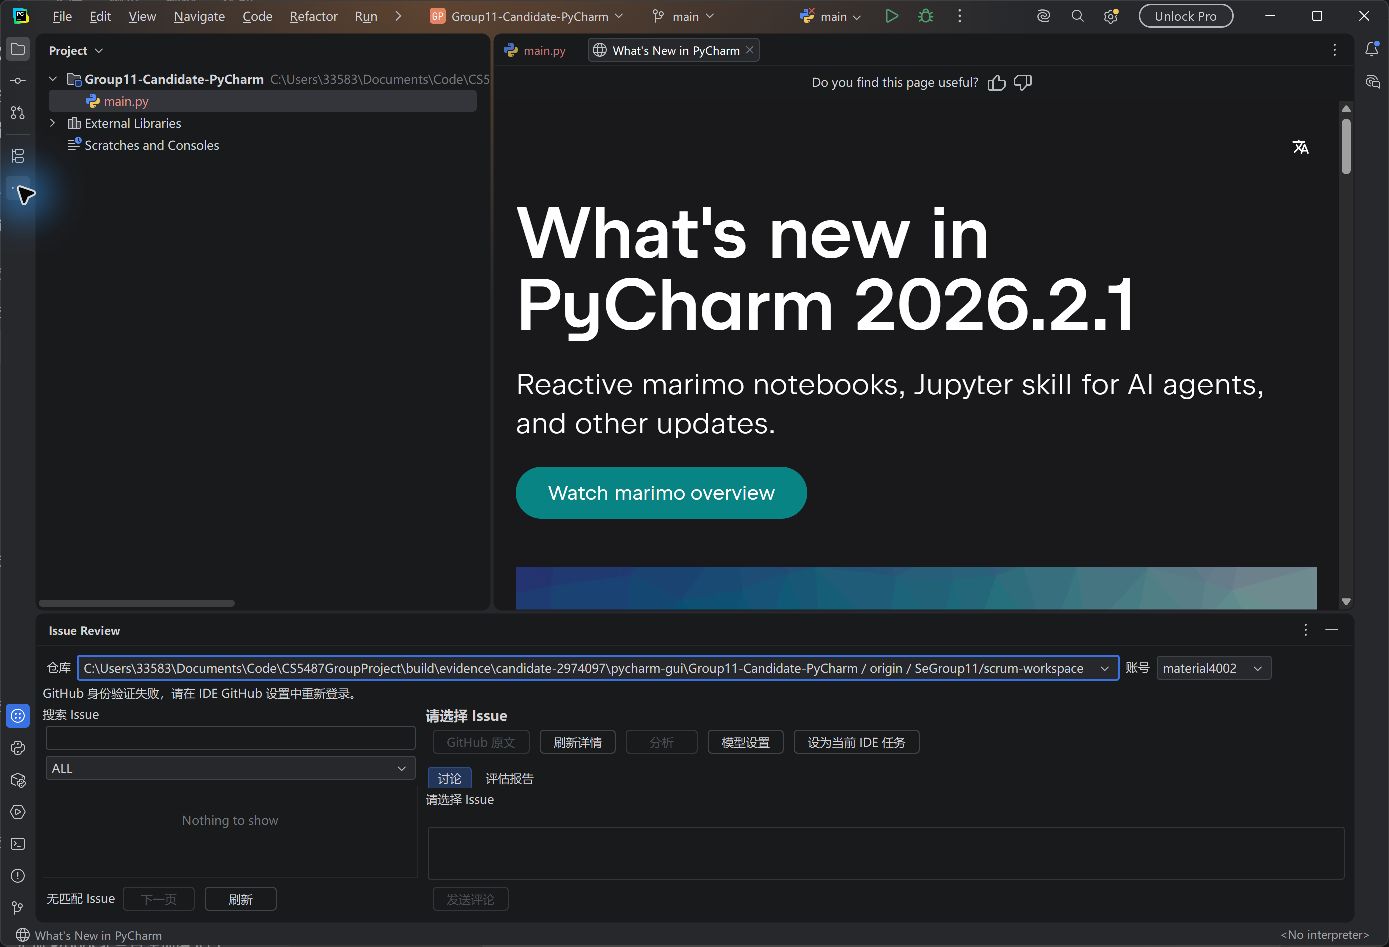 File Edit View Navigate Code Refactor Run GP Group11-Candidate-PyCharm main main Unlock Pro
Project
Group11-Candidate-PyCharm C:\Users\33583\Documents\Code\CS5
main.py
External Libraries
Scratches and Consoles
main.py What's New in PyCharm
Do you find this page useful?
What's new in
PyCharm 2026.2.1
Reactive marimo notebooks, Jupyter skill for AI agents,
and other updates.
Watch marimo overview
Issue Review
仓库 C:\Users\33583\Documents\Code\CS5487GroupProject\build\evidence\candidate-2974097\pycharm-gui\Group11-Candidate-PyCharm / origin / SeGroup11/scrum-workspace 账号 material4002
GitHub 身份验证失败，请在 IDE GitHub 设置中重新登录。
搜索 Issue
ALL
Nothing to show
无匹配 Issue 下一页 刷新
请选择 Issue
GitHub 原文 刷新详情 分析 模型设置 设为当前 IDE 任务
讨论 评估报告
请选择 Issue
发送评论
What's New in PyCharm <No interpreter>